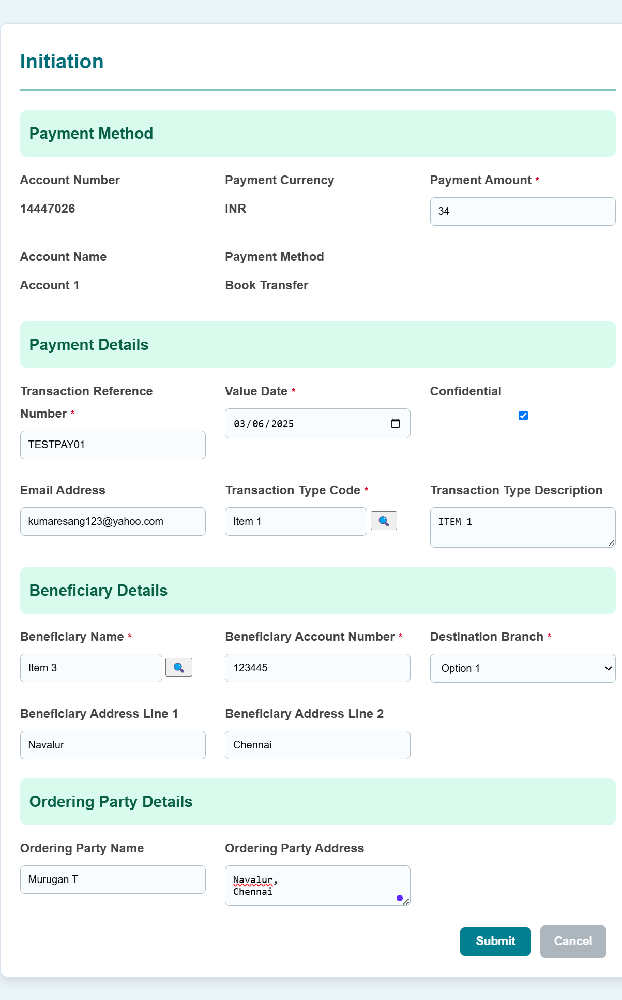 Initiation
Payment Method
Account Number
14447026
Payment Currency
INR
Payment Amount *
34
Account Name
Account 1
Payment Method
Book Transfer
Payment Details
Transaction Reference
Number *
TESTPAY01
Value Date *
03/06/2025
Confidential
Email Address
kumaresang123@yahoo.com
Transaction Type Code *
Item 1
Transaction Type Description
ITEM 1
Beneficiary Details
Beneficiary Name *
Item 3
Beneficiary Account Number *
123445
Destination Branch *
Option 1
Beneficiary Address Line 1
Navalur
Beneficiary Address Line 2
Chennai
Ordering Party Details
Ordering Party Name
Murugan T
Ordering Party Address
Navalur,
Chennai
Submit
Cancel